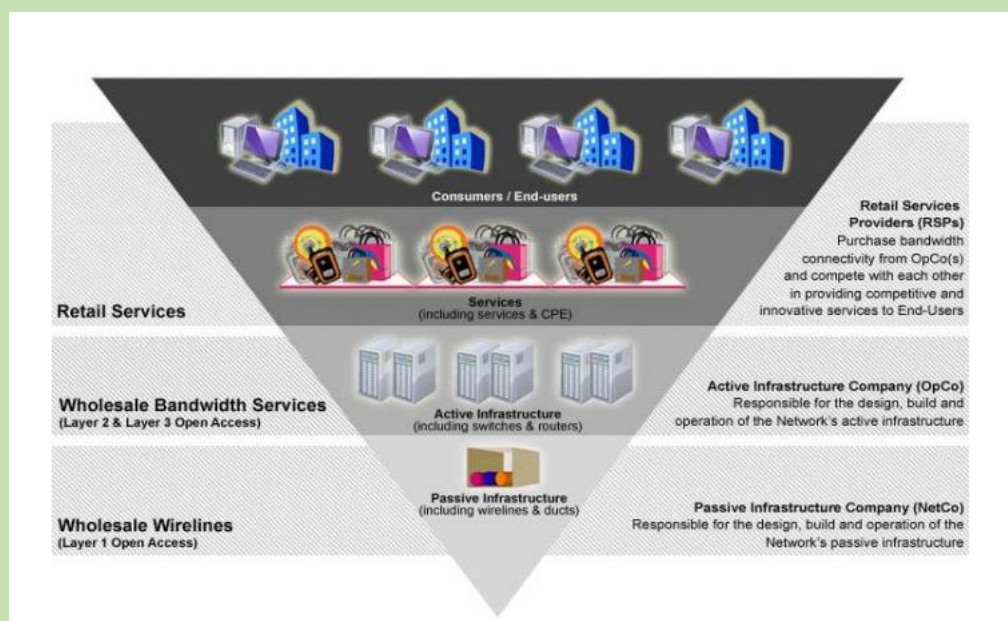 Consumers / End-users
Retail Services
Providers (RSPs)
Purchase bandwidth
connectivity from OpCo(s)
and compete with each other
in providing competitive and
innovative services to End-Users
Services
(including services & CPE)
Retail Services
Active Infrastructure
(including switches & routers)
Wholesale Bandwidth Services
(Layer 2 & Layer 3 Open Access)
Active Infrastructure Company (OpCo)
Responsible for the design, build and
operation of the Network's active infrastructure
Passive Infrastructure
(including wirelines & ducts)
Wholesale Wirelines
(Layer 1 Open Access)
Passive Infrastructure Company (NetCo)
Responsible for the design, build and operation of the
Network's passive infrastructure